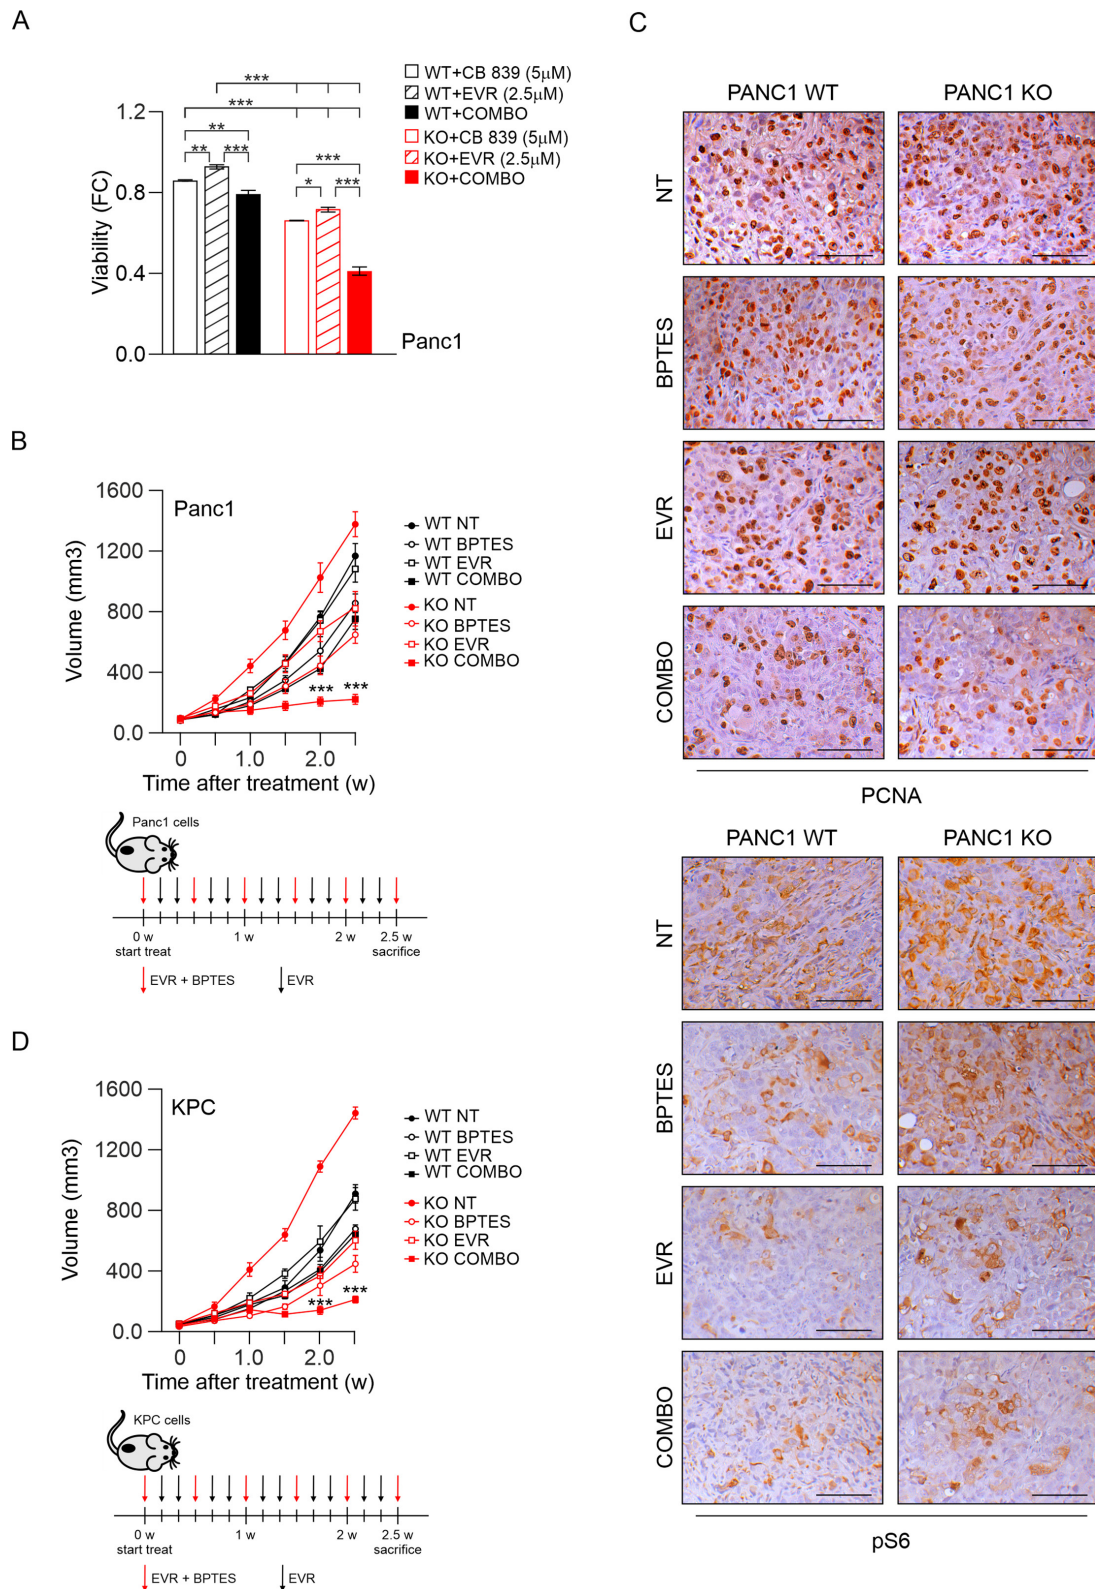 A
***
***
**
** ***
***
* ***
WT+CB 839 (5µM)
WT+EVR (2.5µM)
WT+COMBO
KO+CB 839 (5µM)
KO+EVR (2.5µM)
KO+COMBO
Viability (FC)
1.2
0.8
0.4
0.0
Panc1
B
Panc1
Volume (mm3)
1600
1200
800
400
0.0
*** ***
0 1.0 2.0
Time after treatment (w)
WT NT
WT BPTES
WT EVR
WT COMBO
KO NT
KO BPTES
KO EVR
KO COMBO
Panc1 cells
0 w 1 w 2 w 2.5 w
start treat sacrifice
EVR + BPTES EVR
C
PANC1 WT PANC1 KO
NT
BPTES
EVR
COMBO
PCNA
PANC1 WT PANC1 KO
NT
BPTES
EVR
COMBO
pS6
D
KPC
Volume (mm3)
1600
1200
800
400
0.0
*** ***
0 1.0 2.0
Time after treatment (w)
WT NT
WT BPTES
WT EVR
WT COMBO
KO NT
KO BPTES
KO EVR
KO COMBO
KPC cells
0 w 1 w 2 w 2.5 w
start treat sacrifice
EVR + BPTES EVR